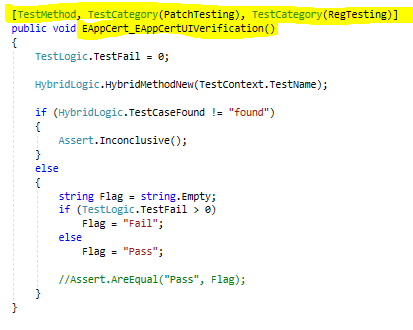 [TestMethod, TestCategory(PatchTesting), TestCategory(RegTesting)]
public void EAppCert_EAppCertUIVerification()
{
    TestLogic.TestFail = 0;

    HybridLogic.HybridMethodNew(TestContext.TestName);

    if (HybridLogic.TestCaseFound != "found")
    {
        Assert.Inconclusive();
    }
    else
    {
        string Flag = string.Empty;
        if (TestLogic.TestFail > 0)
            Flag = "Fail";
        else
            Flag = "Pass";

        //Assert.AreEqual("Pass", Flag);
    }
}